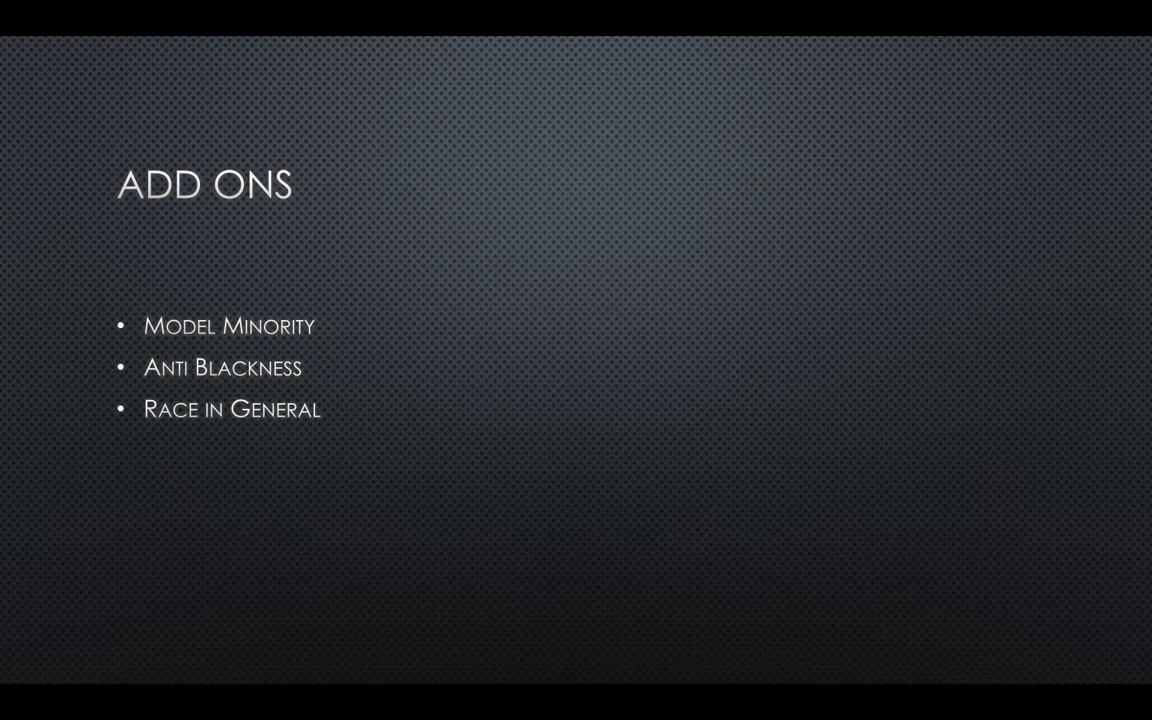 ADD ONS
• MODEL MINORITY
• ANTI BLACKNESS
• RACE IN GENERAL